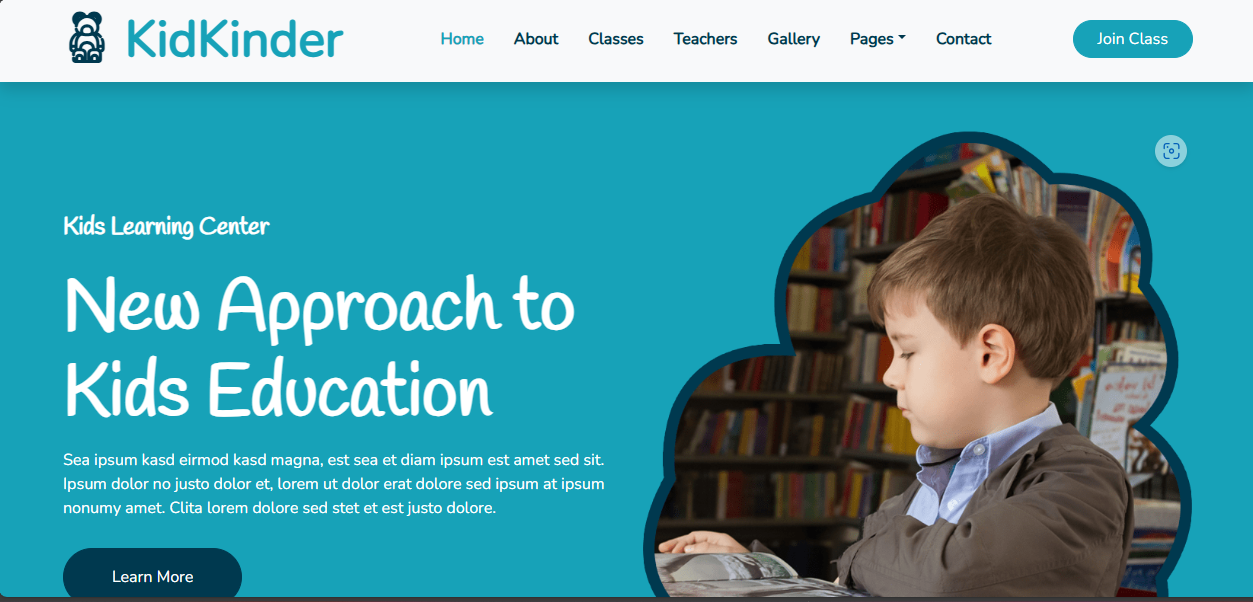 KidKinder
Home About Classes Teachers Gallery Pages Contact Join Class
Kids Learning Center
New Approach to
Kids Education
Sea ipsum kasd eirmod kasd magna, est sea et diam ipsum est amet sed sit.
Ipsum dolor no justo dolor et, lorem ut dolor erat dolore sed ipsum at ipsum
nonumy amet. Clita lorem dolore sed stet et est justo dolore.
Learn More